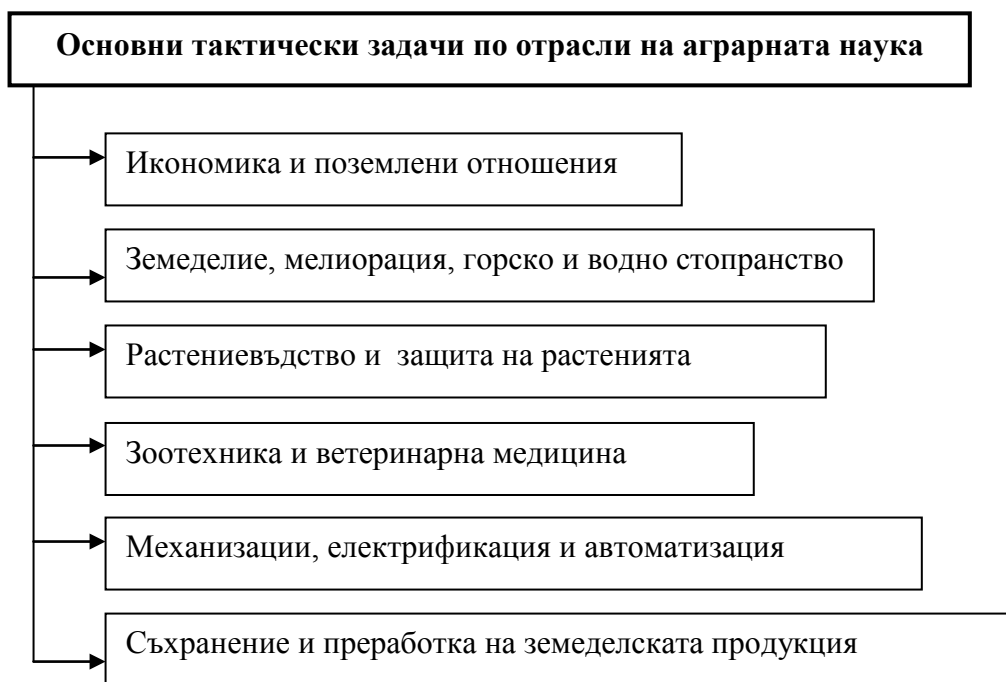 Основни тактически задачи по отрасли на аграрната наука
Икономика и поземлени отношения
Земеделие, мелиорация, горско и водно стопранство
Растениевъдство и защита на растенията
Зоотехника и ветеринарна медицина
Механизации, електрификация и автоматизация
Съхранение и преработка на земеделската продукция